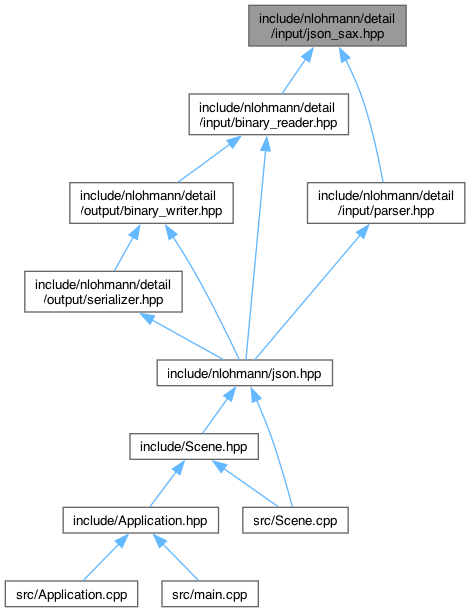 include/nlohmann/detail
/input/json_sax.hpp
include/nlohmann/detail
/input/binary_reader.hpp
include/nlohmann/detail
/output/binary_writer.hpp
include/nlohmann/detail
/input/parser.hpp
include/nlohmann/detail
/output/serializer.hpp
include/nlohmann/json.hpp
include/Scene.hpp
include/Application.hpp
src/Scene.cpp
src/Application.cpp
src/main.cpp